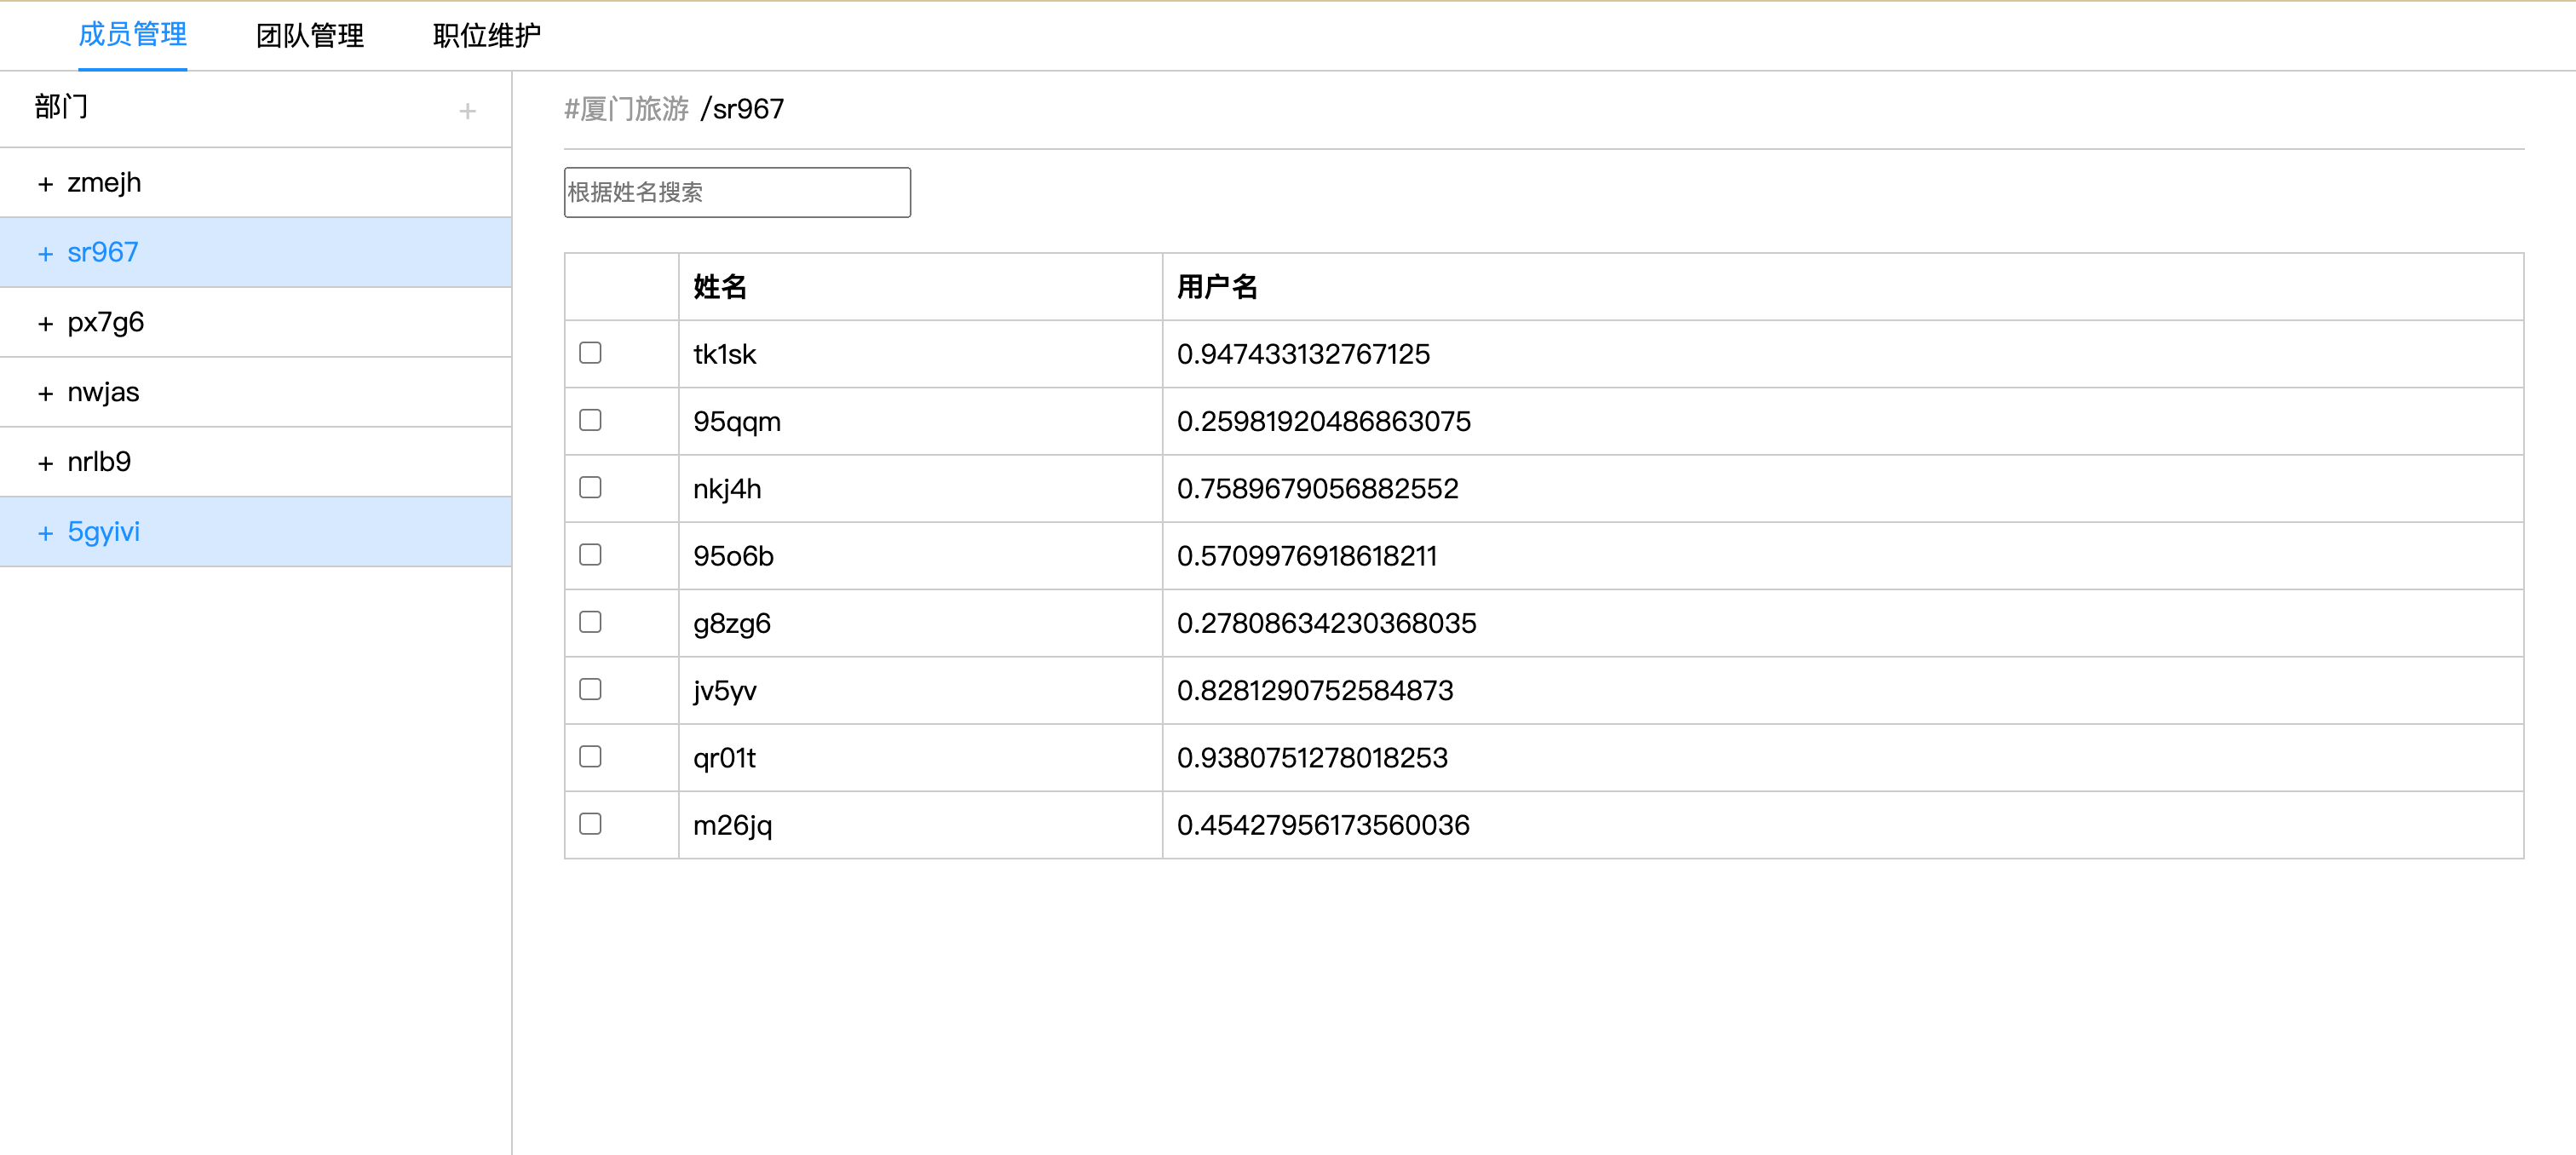 成员管理 团队管理 职位维护
部门 +
+ zmejh
+ sr967
+ px7g6
+ nwjas
+ nrlb9
+ 5gyivi
#厦门旅游 /sr967
根据姓名搜索
姓名 用户名
tk1sk 0.947433132767125
95qqm 0.25981920486863075
nkj4h 0.7589679056882552
95o6b 0.5709976918618211
g8zg6 0.27808634230368035
jv5yv 0.8281290752584873
qr01t 0.9380751278018253
m26jq 0.45427956173560036